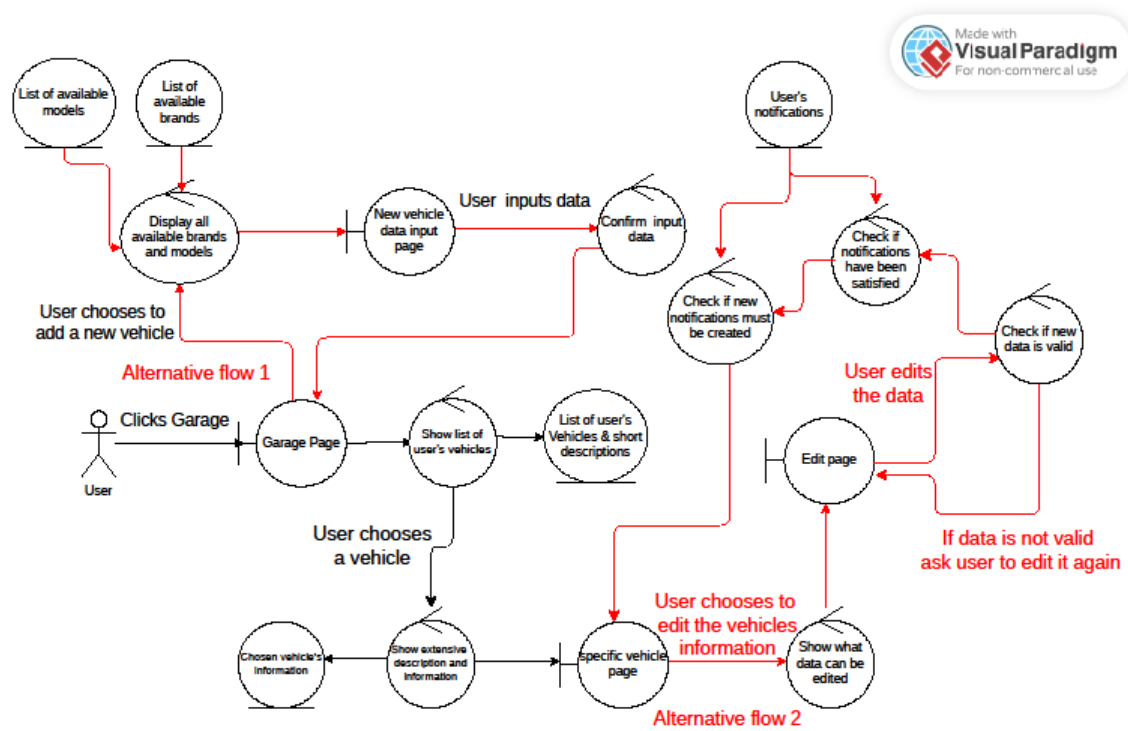 Made with
Visual Paradigm
For non-commercial use
List of available
models
List of
available
brands
User's
notifications
Display all
available brands
and models
New vehicle
data input
page
User inputs data
Confirm input
data
Check if
notifications
have been
satisfied
Check if new
notifications must
be created
Check if new
data is valid
User chooses to
add a new vehicle
Alternative flow 1
User edits
the data
Clicks Garage
User
Garage Page
Show list of
user's vehicles
List of user's
Vehicles & short
descriptions
Edit page
User chooses
a vehicle
If data is not valid
ask user to edit it again
Chosen vehicle's
information
Show extensive
description and
information
specific vehicle
page
User chooses to
edit the vehicles
information
Show what
data can be
edited
Alternative flow 2